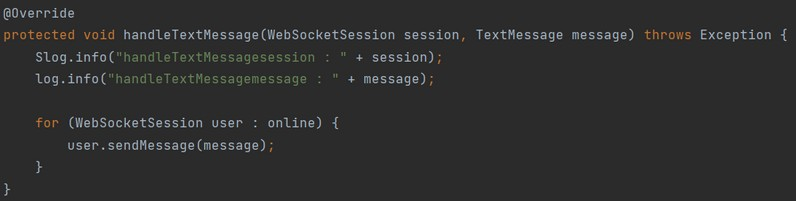 @Override
protected void handleTextMessage(WebSocketSession session, TextMessage message) throws Exception {
    Slog.info("handleTextMessagesession : " + session);
    log.info("handleTextMessagemessage : " + message);
    for (WebSocketSession user : online) {
        user.sendMessage(message);
    }
}